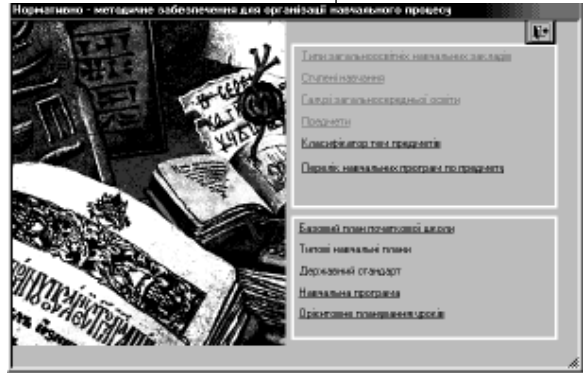 Нормативно - методичне забезпечення для організації навчального процесу
Типи загальноосвітніх навчальних закладів
Ступені навчання
Галузі загальносередньої освіти
Предмети
Класифікатор тем предметів
Перелік навчальних програм по предмету
Базовий план початкової школи
Типові навчальні плани
Державний стандарт
Навчальна програма
Орієнтовне планування уроків